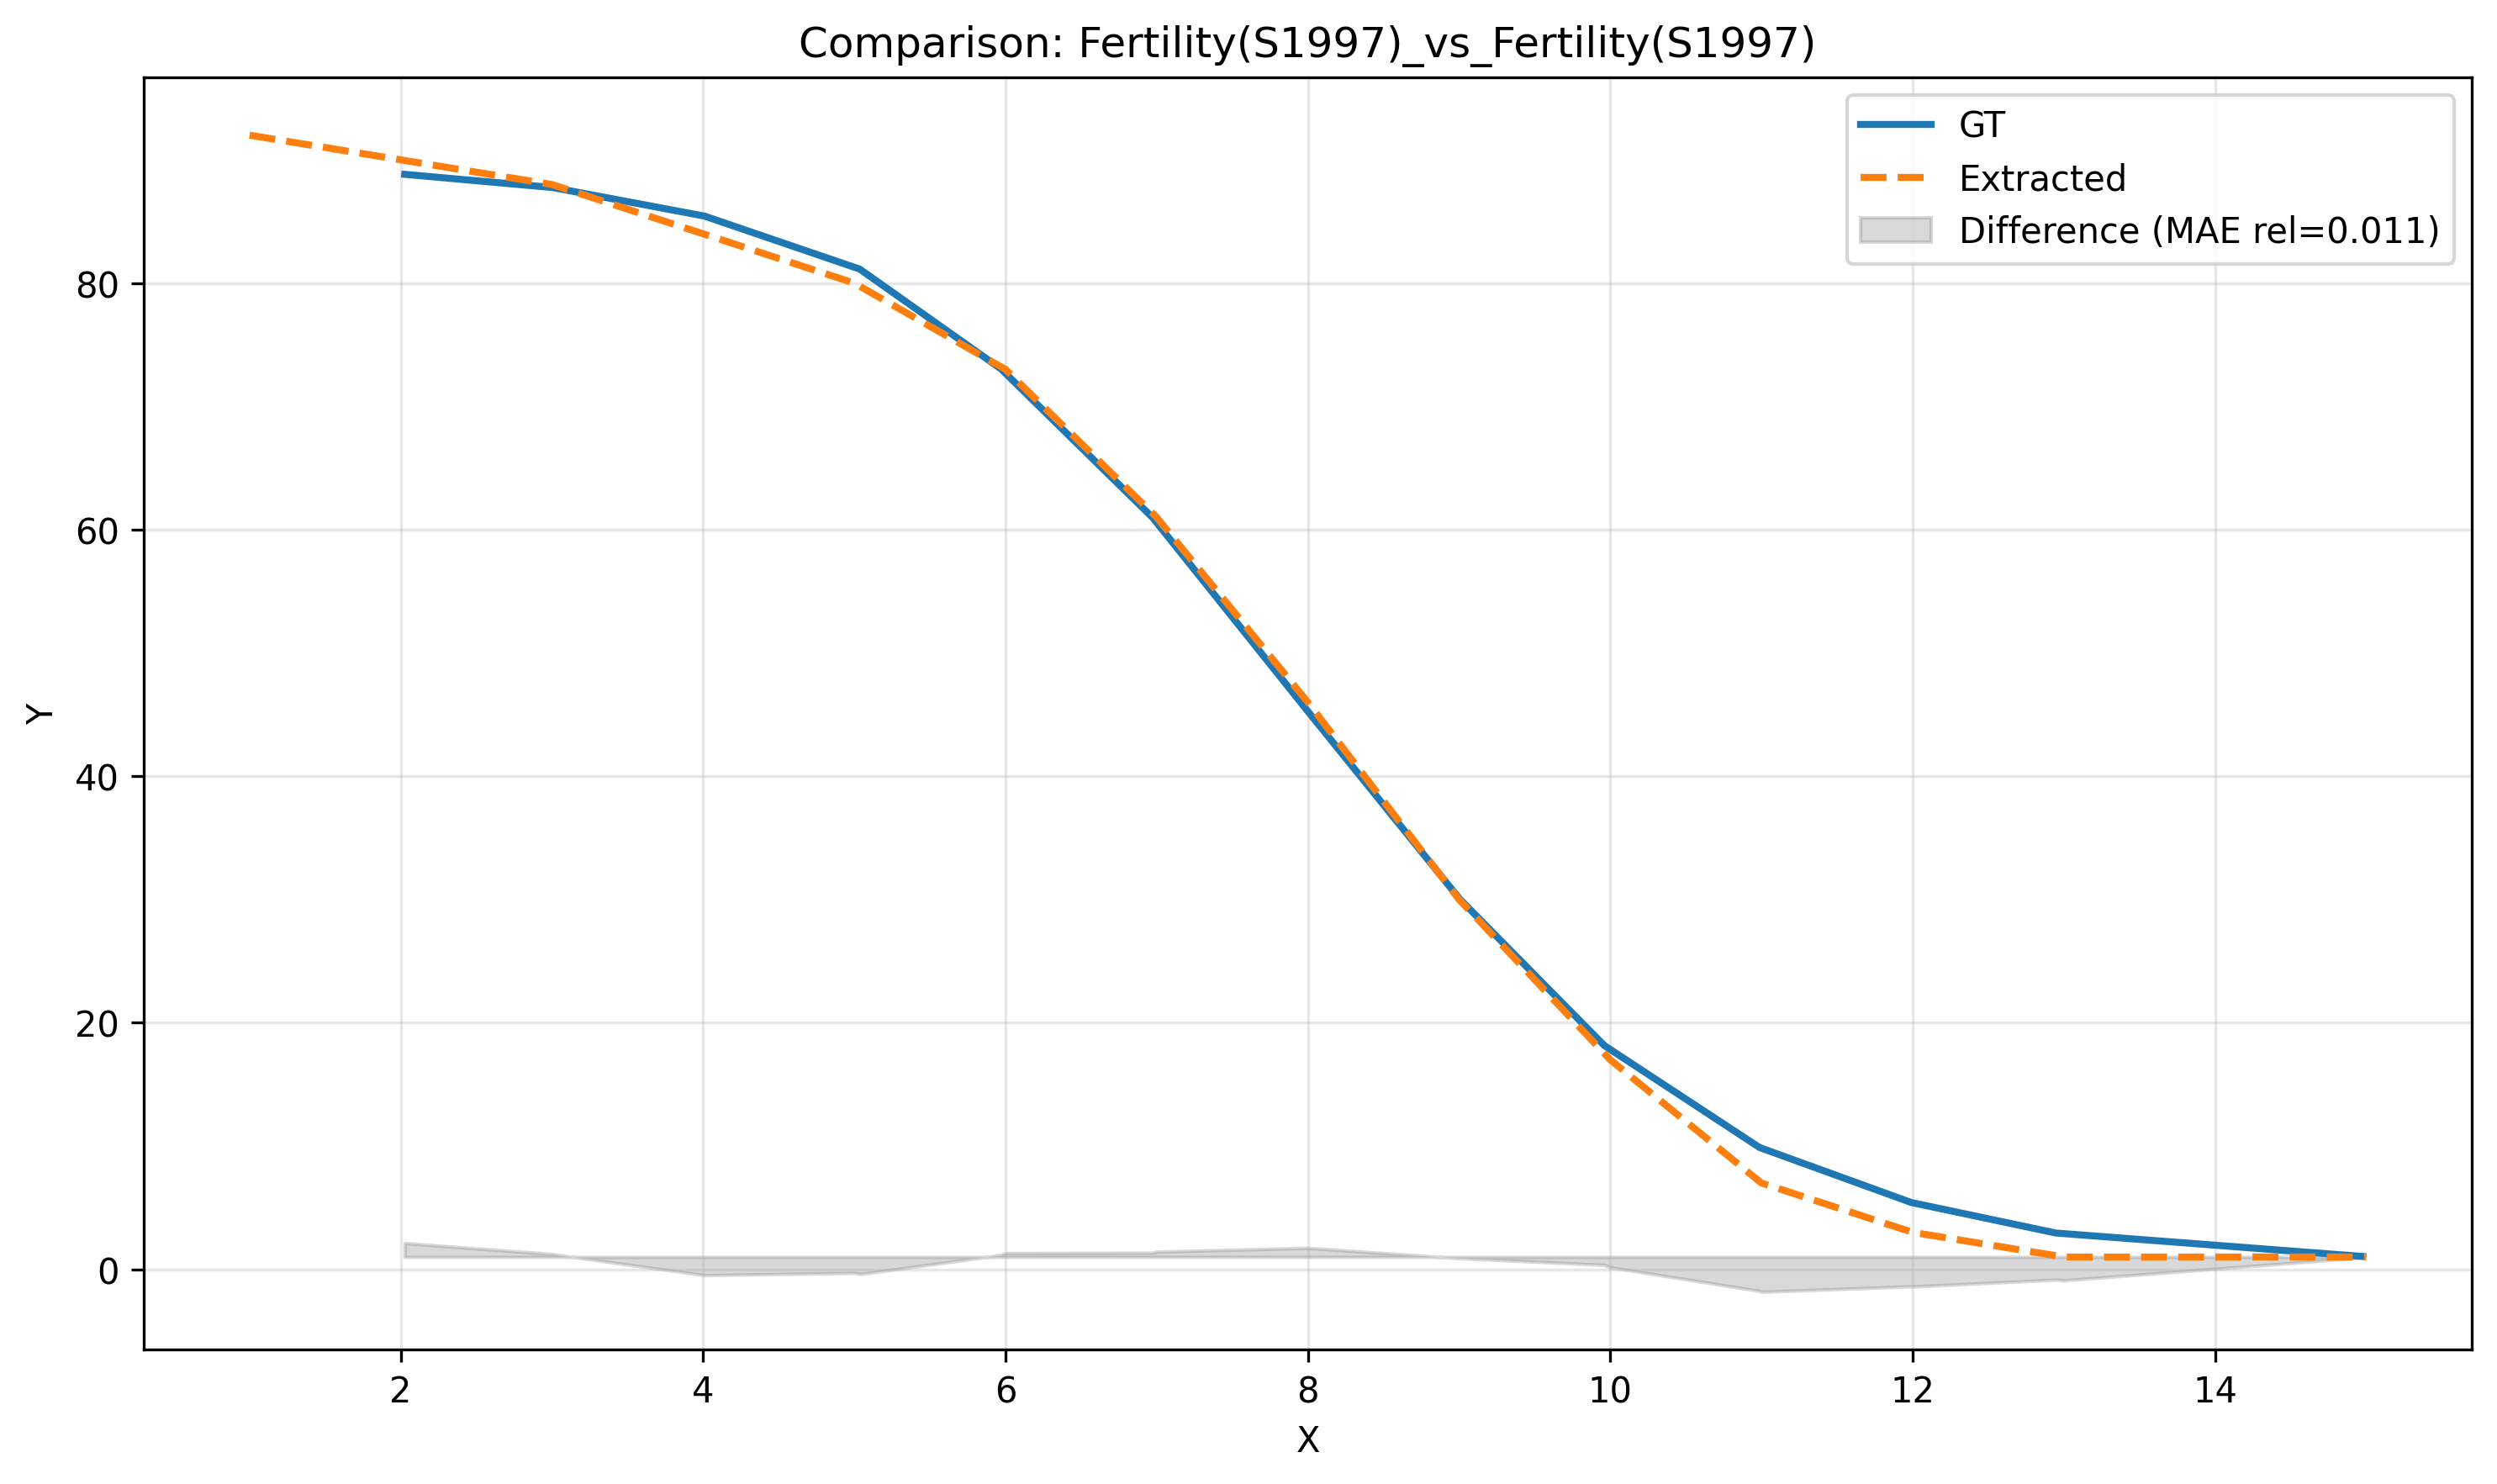 Comparison: Fertility(S1997)_vs_Fertility(S1997)
GT
Extracted
Difference (MAE rel=0.011)
80
60
40
20
0
Y
2 4 6 8 10 12 14
X